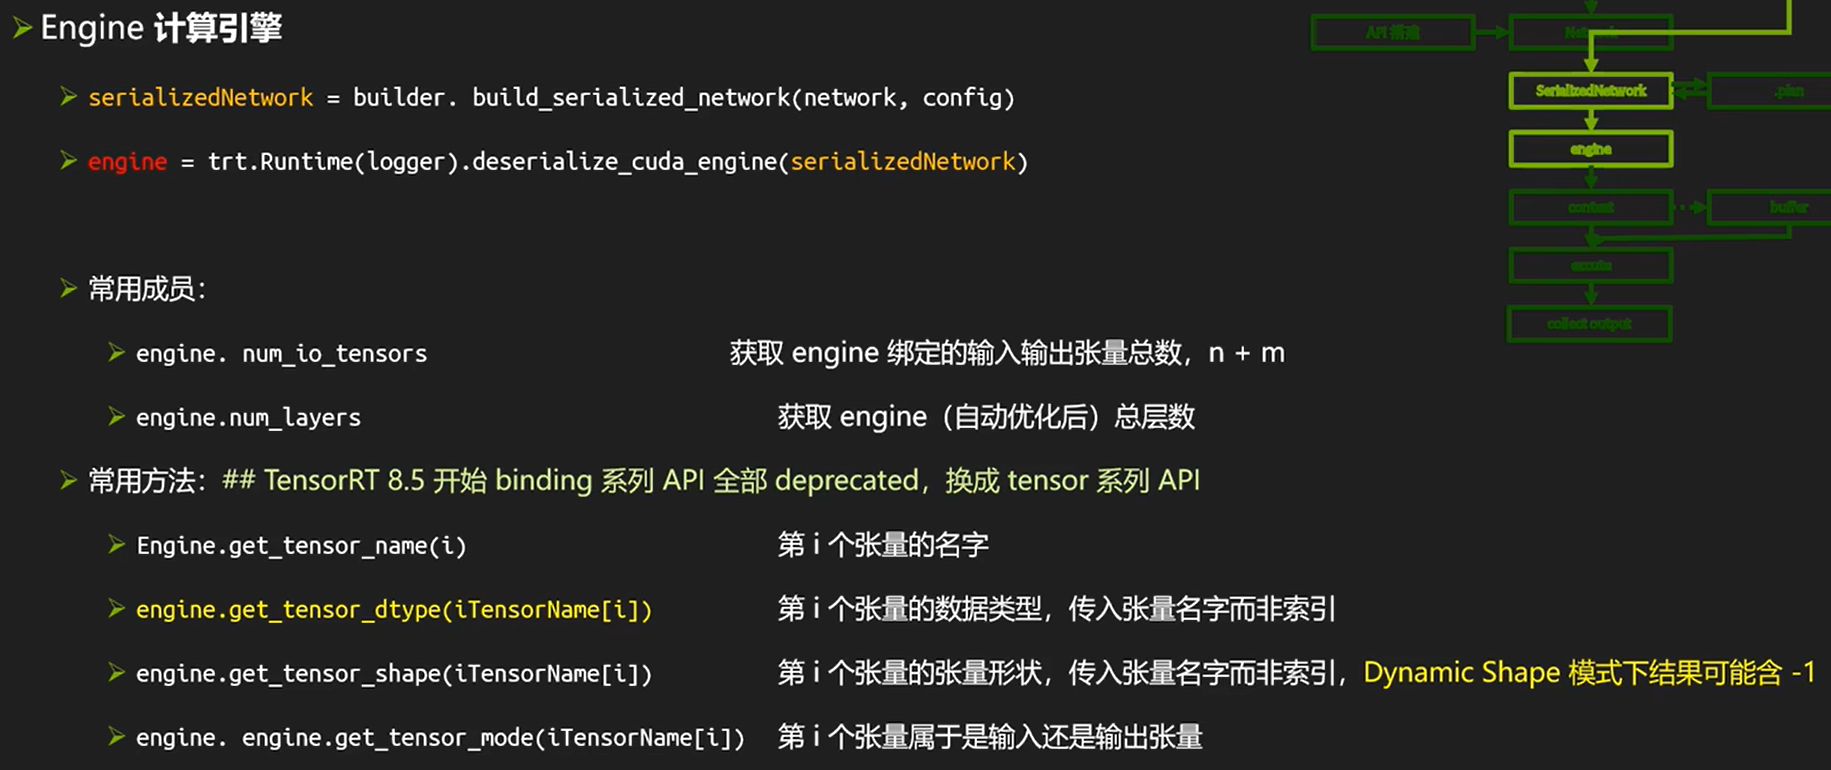 Engine 计算引擎
serializedNetwork = builder. build_serialized_network(network, config)
engine = trt.Runtime(logger).deserialize_cuda_engine(serializedNetwork)
常用成员：
engine. num_io_tensors 获取 engine 绑定的输入输出张量总数，n + m
engine.num_layers 获取 engine（自动优化后）总层数
常用方法：## TensorRT 8.5 开始 binding 系列 API 全部 deprecated，换成 tensor 系列 API
Engine.get_tensor_name(i) 第 i 个张量的名字
engine.get_tensor_dtype(iTensorName[i]) 第 i 个张量的数据类型，传入张量名字而非索引
engine.get_tensor_shape(iTensorName[i]) 第 i 个张量的张量形状，传入张量名字而非索引，Dynamic Shape 模式下结果可能含 -1
engine. engine.get_tensor_mode(iTensorName[i]) 第 i 个张量属于是输入还是输出张量
API 搭建
Network
SerializedNetwork
.plan
engine
context
buffer
execute
collect output